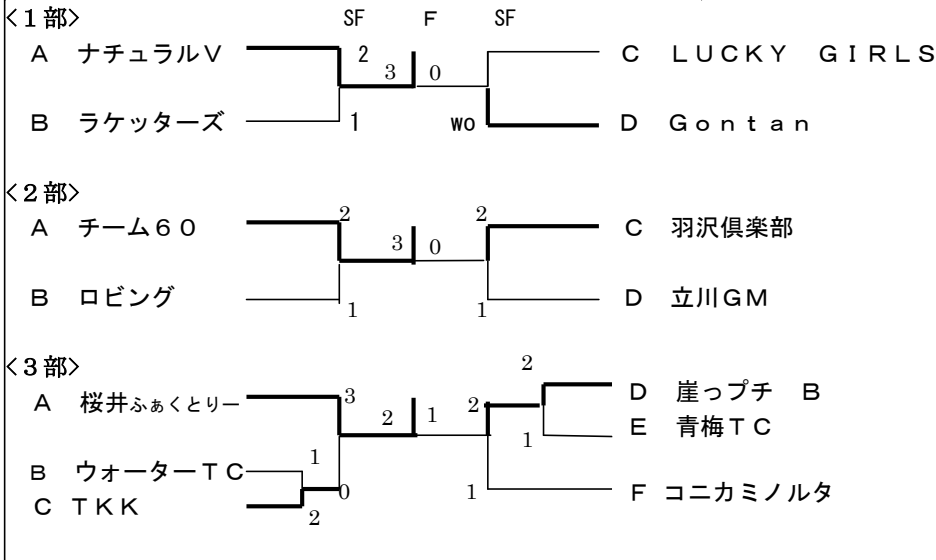 <1部> SF F SF
A ナチュラルV 2 3 0 C LUCKY GIRLS
B ラケッターズ 1 WO D Gontan
<2部>
A チーム60 2 3 0 2 C 羽沢倶楽部
B ロビング 1 1 D 立川GM
<3部> 2
A 桜井ふぁくとりー 3 2 1 2 D 崖っプチ B
1 E 青梅TC
B ウォーターTC 1
C TKK 2 0 1 F コニカミノルタ